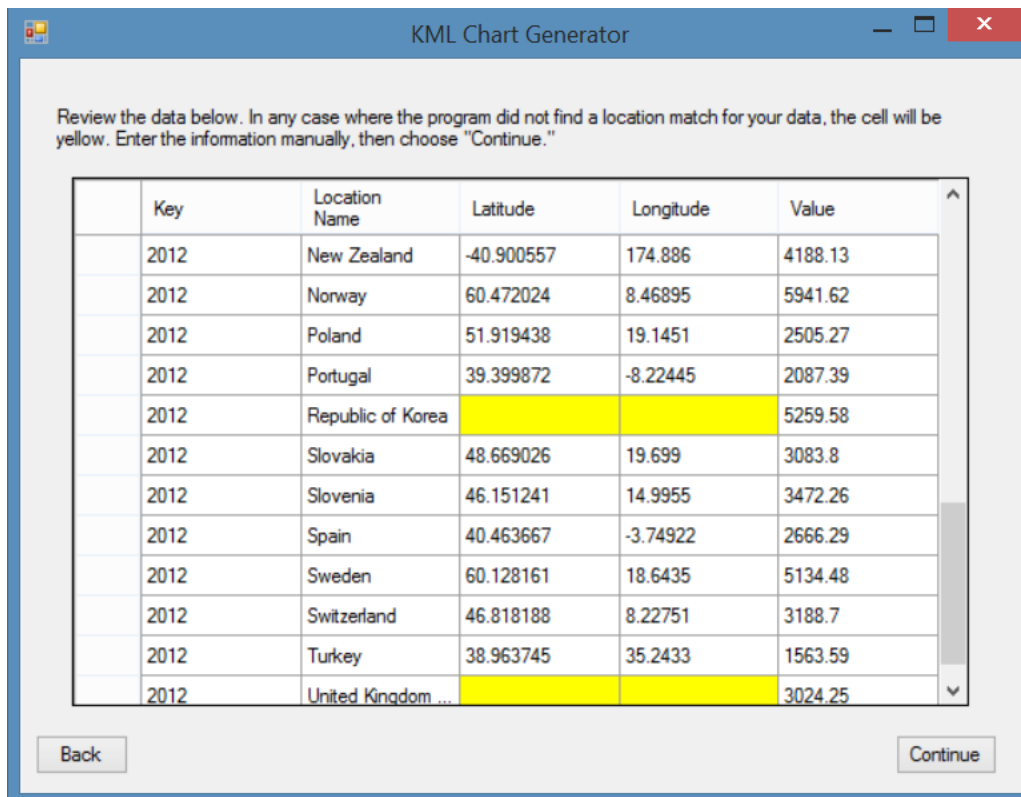 KML Chart Generator
Review the data below. In any case where the program did not find a location match for your data, the cell will be
yellow. Enter the information manually, then choose "Continue."
Key Location Name Latitude Longitude Value
2012 New Zealand -40.900557 174.886 4188.13
2012 Norway 60.472024 8.46895 5941.62
2012 Poland 51.919438 19.1451 2505.27
2012 Portugal 39.399872 -8.22445 2087.39
2012 Republic of Korea 5259.58
2012 Slovakia 48.669026 19.699 3083.8
2012 Slovenia 46.151241 14.9955 3472.26
2012 Spain 40.463667 -3.74922 2666.29
2012 Sweden 60.128161 18.6435 5134.48
2012 Switzerland 46.818188 8.22751 3188.7
2012 Turkey 38.963745 35.2433 1563.59
2012 United Kingdom ... 3024.25
Back Continue